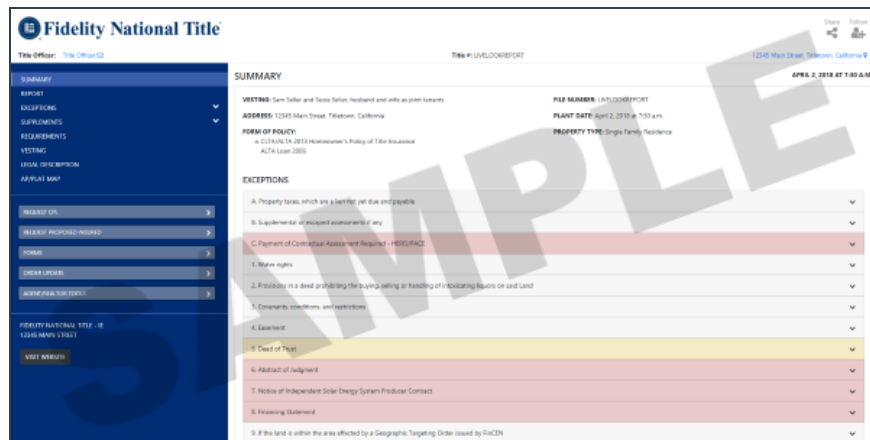 Fidelity National Title
Share Follow
Title Officer: Title Officer
Title #: LIVELOOKREPORT
12345 Main Street, Titletown, California
SUMMARY
REPORT
EXCEPTIONS
SUPPLEMENTS
REQUIREMENTS
VESTING
LEGAL DESCRIPTION
AP/PLAT MAP
REQUEST CPL
REQUEST PROPOSED INSURED
FORMS
ORDER UPDATE
AGENT/REALTOR TOOLS
FIDELITY NATIONAL TITLE - IE
12345 MAIN STREET
VISIT WEBSITE
SUMMARY
APRIL 2, 2018 AT 7:30 A.M
VESTING: Sam Seller and Susie Seller, husband and wife as joint tenants
FILE NUMBER: LIVELOOKREPORT
ADDRESS: 12345 Main Street, Titletown, California
PLANT DATE: April 2, 2018 at 7:30 a.m.
FORM OF POLICY:
PROPERTY TYPE: Single Family Residence
a. CLTA/ALTA 2013 Homeowner's Policy of Title Insurance
ALTA Loan 2006
EXCEPTIONS
A. Property taxes, which are a lien not yet due and payable
B. Supplemental or escaped assessments if any
C. Payment of Contractual Assessment Required - HERO/PACE
1. Water rights
2. Provisions in a deed prohibiting the buying, selling or handling of intoxicating liquors on said Land
3. Covenants, conditions, and restrictions
4. Easement
5. Deed of Trust
6. Abstract of Judgment
7. Notice of Independent Solar Energy System Producer Contract
8. Financing Statement
9. If the land is within the area affected by a Geographic Targeting Order issued by FinCEN
SAMPLE